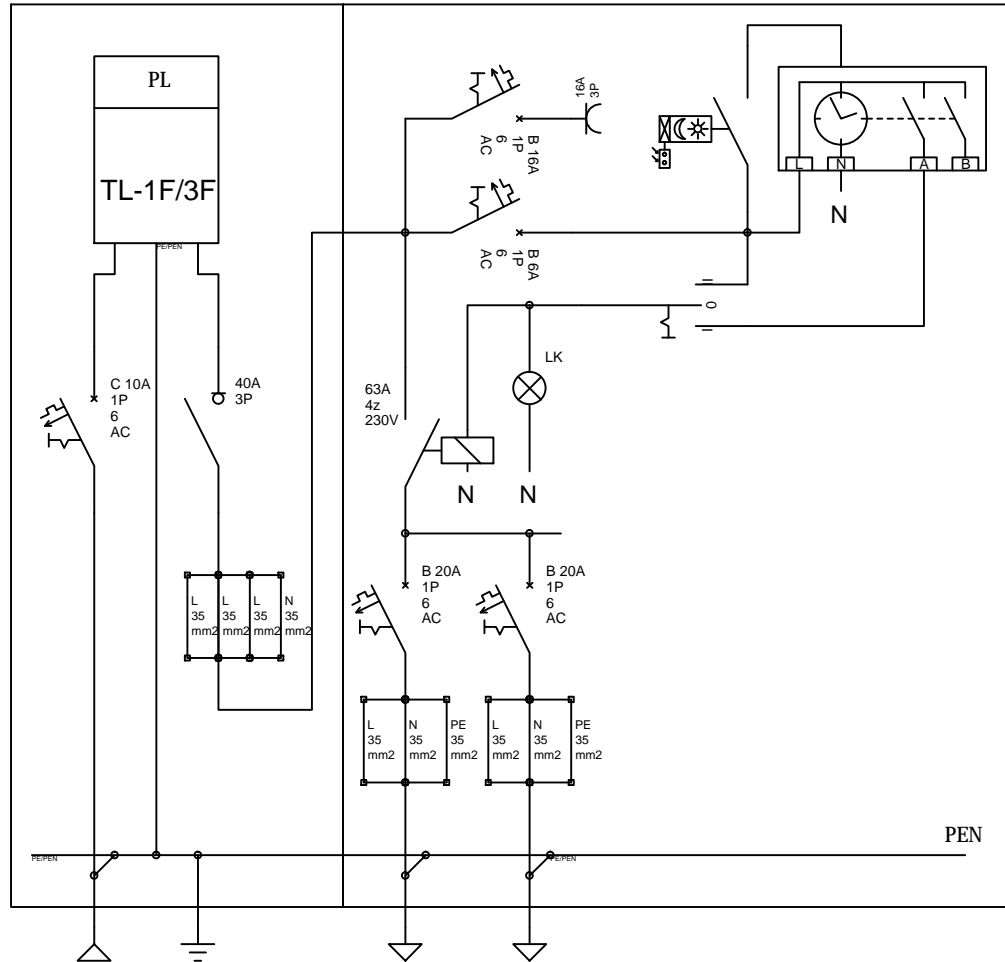 PL
TL-1F/3F
PE/PEN
C 10A
1P
6
AC
40A
3P
L
35
mm2
L
35
mm2
L
35
mm2
N
35
mm2
B 16A
1P
6
AC
16A
3P
B 6A
1P
6
AC
L
N
A
B
N
II
0
I
LK
63A
4z
230V
N
N
B 20A
1P
6
AC
B 20A
1P
6
AC
L
35
mm2
N
35
mm2
PE
35
mm2
L
35
mm2
N
35
mm2
PE
35
mm2
PEN
PE/PEN
PE/PEN